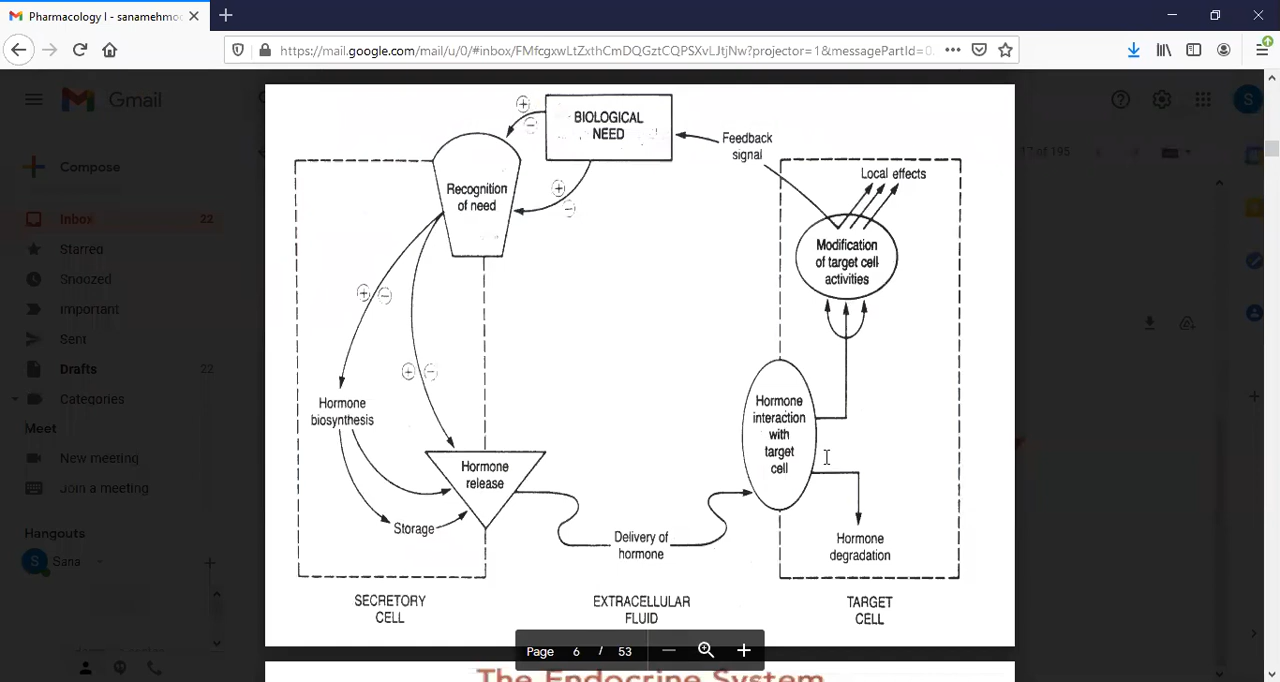 Pharmacology I - sanamehmo
https://mail.google.com/mail/u/0/#inbox/FMfcgxwLtZxthCmDQGztCQPSXvLJtjNw?projector=1&messagePartId=0.
Gmail
Compose
Inbox 22
Starred
Snoozed
Important
Sent
Drafts 22
Categories
Meet
New meeting
Join a meeting
Hangouts
S Sana
S
of 195
BIOLOGICAL
NEED
Feedback
signal
Local effects
Recognition
of need
Modification
of target cell
activities
Hormone
biosynthesis
Hormone
interaction
with
target
cell
Hormone
release
Storage
Delivery of
hormone
Hormone
degradation
SECRETORY
CELL
EXTRACELLULAR
FLUID
TARGET
CELL
Page 6 / 53
The Endocrine System